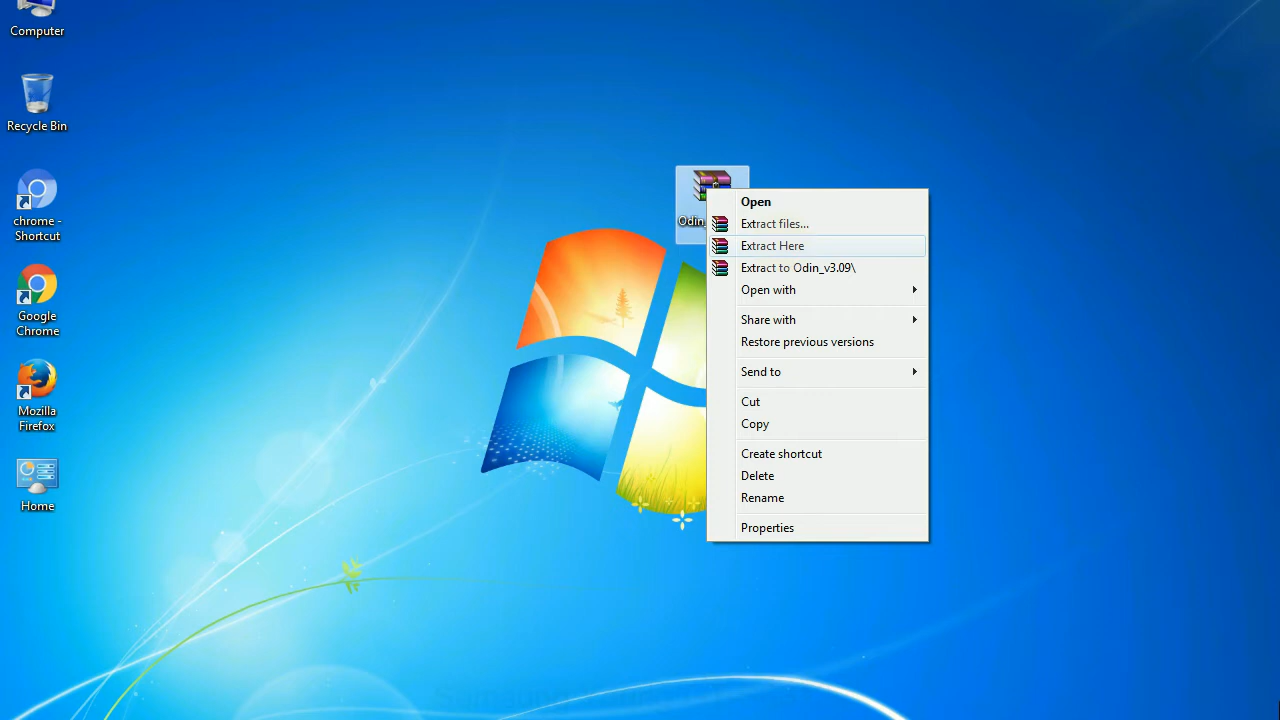 Computer
Recycle Bin
chrome -
Shortcut
Google
Chrome
Mozilla
Firefox
Home
Open
Extract files...
Extract Here
Extract to Odin_v3.09\
Open with
Share with
Restore previous versions
Send to
Cut
Copy
Create shortcut
Delete
Rename
Properties